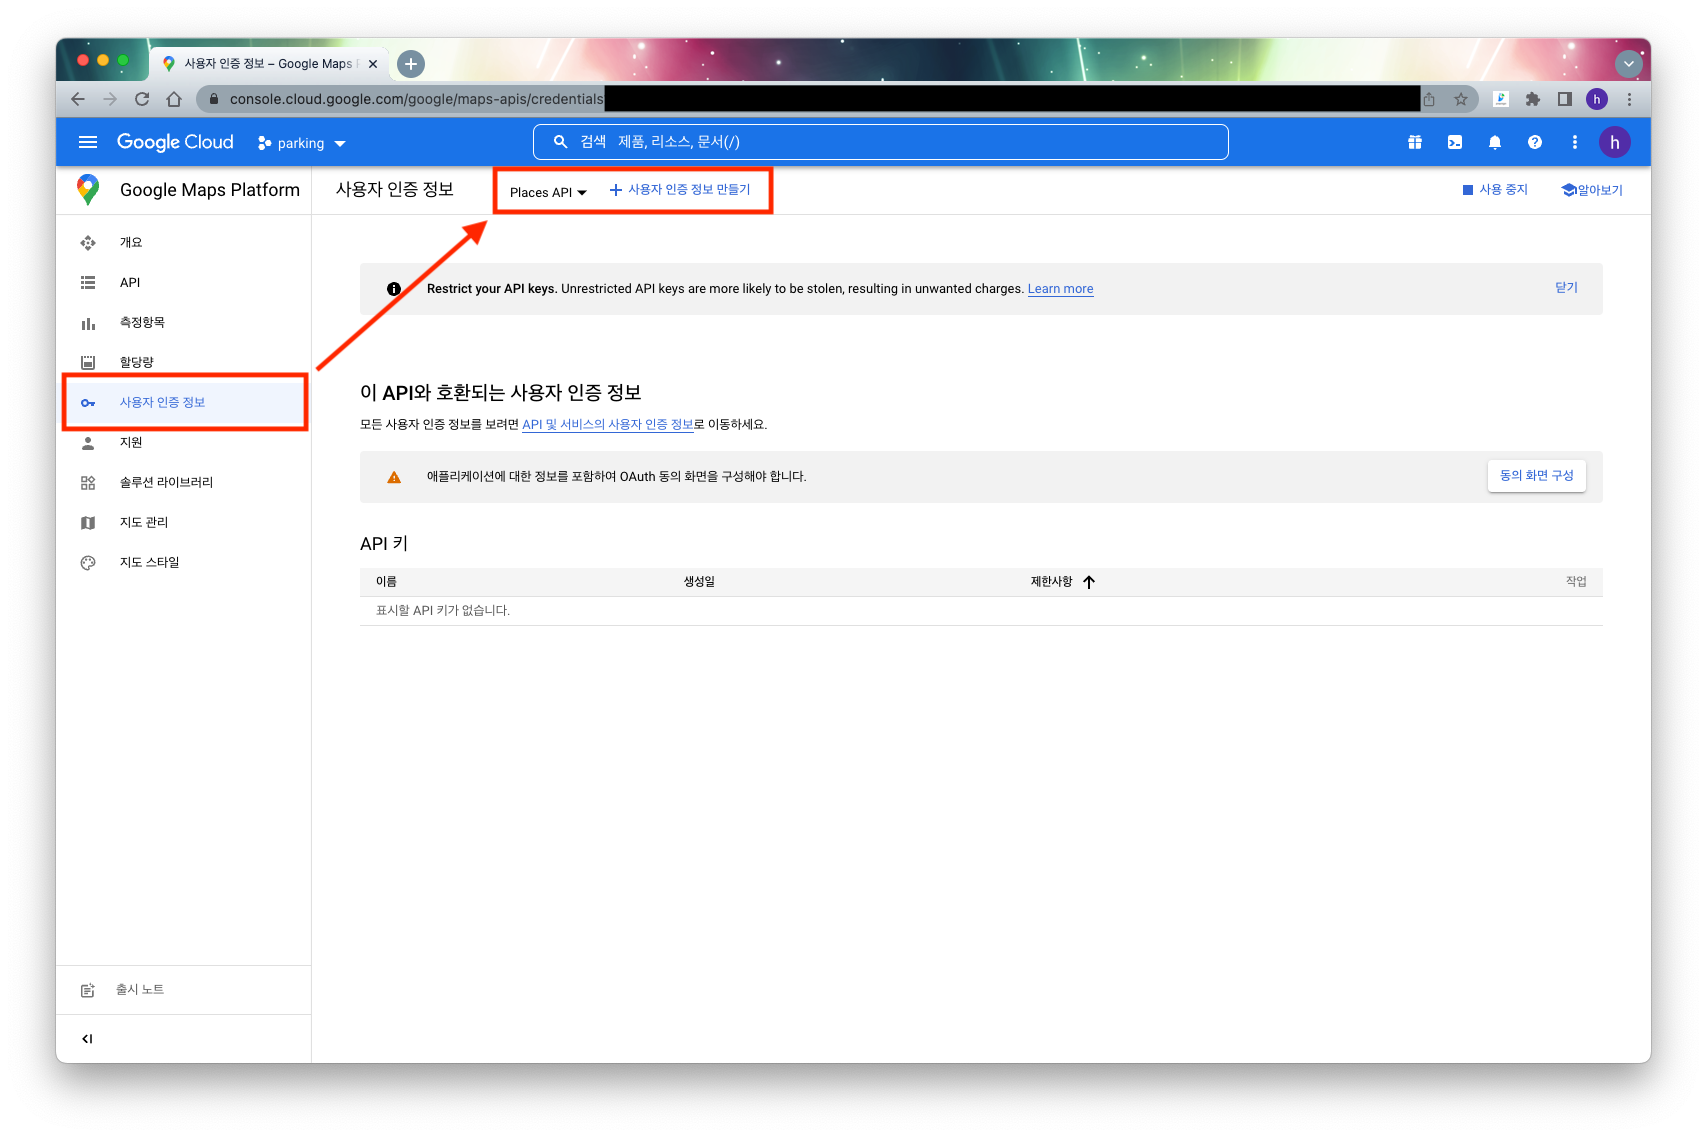 사용자 인증 정보 – Google Maps P
console.cloud.google.com/google/maps-apis/credentials
h
Google Cloud
parking
검색 제품, 리소스, 문서(/)
h
Google Maps Platform
사용자 인증 정보
Places API
사용자 인증 정보 만들기
사용 중지
알아보기
개요
API
측정항목
할당량
사용자 인증 정보
지원
솔루션 라이브러리
지도 관리
지도 스타일
출시 노트
Restrict your API keys. Unrestricted API keys are more likely to be stolen, resulting in unwanted charges. Learn more
닫기
이 API와 호환되는 사용자 인증 정보
모든 사용자 인증 정보를 보려면 API 및 서비스의 사용자 인증 정보로 이동하세요.
애플리케이션에 대한 정보를 포함하여 OAuth 동의 화면을 구성해야 합니다.
동의 화면 구성
API 키
이름 생성일 제한사항 작업
표시할 API 키가 없습니다.